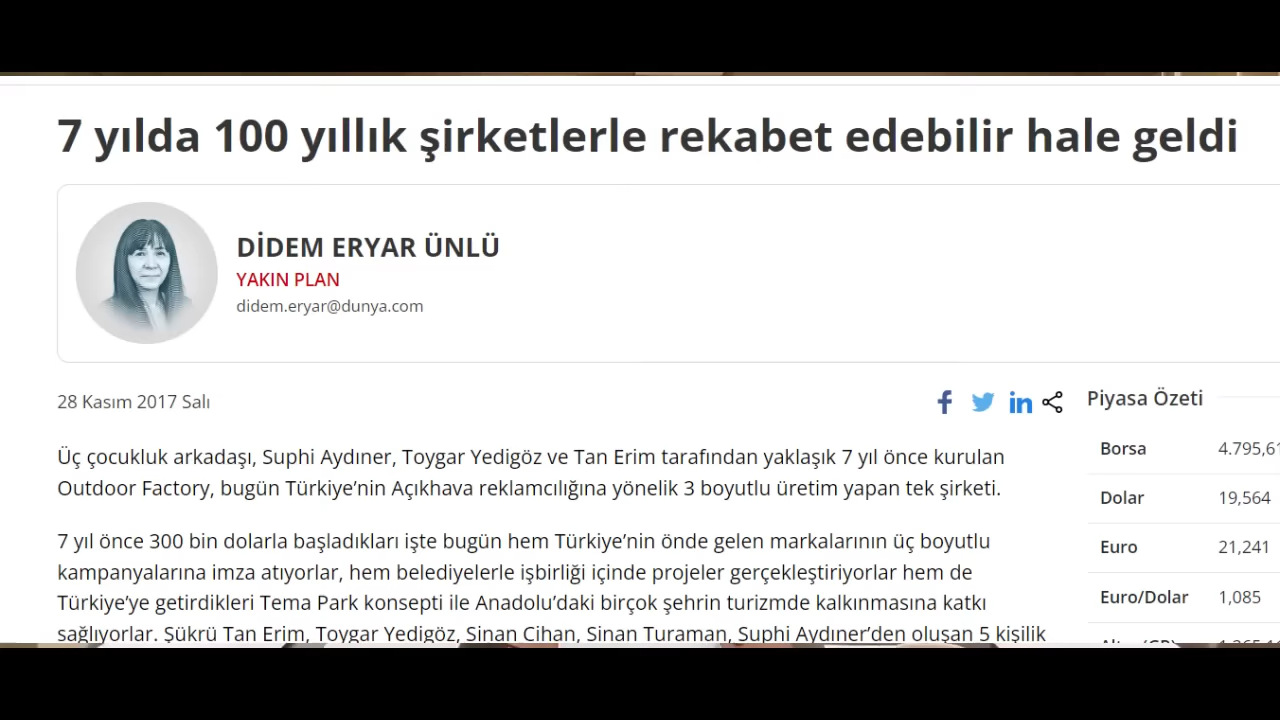 7 yılda 100 yıllık şirketlerle rekabet edebilir hale geldi
DİDEM ERYAR ÜNLÜ
YAKIN PLAN
didem.eryar@dunya.com
28 Kasım 2017 Salı
Üç çocukluk arkadaşı, Suphi Aydıner, Toygar Yedigöz ve Tan Erim tarafından yaklaşık 7 yıl önce kurulan
Outdoor Factory, bugün Türkiye’nin Açıkhava reklamcılığına yönelik 3 boyutlu üretim yapan tek şirketi.
7 yıl önce 300 bin dolarla başladıkları işte bugün hem Türkiye’nin önde gelen markalarının üç boyutlu
kampanyalarına imza atıyorlar, hem belediyelerle işbirliği içinde projeler gerçekleştiriyorlar hem de
Türkiye’ye getirdikleri Tema Park konsepti ile Anadolu’daki birçok şehrin turizmde kalkınmasına katkı
sağlıyorlar. Şükrü Tan Erim, Toygar Yedigöz, Sinan Cihan, Sinan Turaman, Suphi Aydıner’den oluşan 5 kişilik
Piyasa Özeti
Borsa 4.795,61
Dolar 19,564
Euro 21,241
Euro/Dolar 1,085